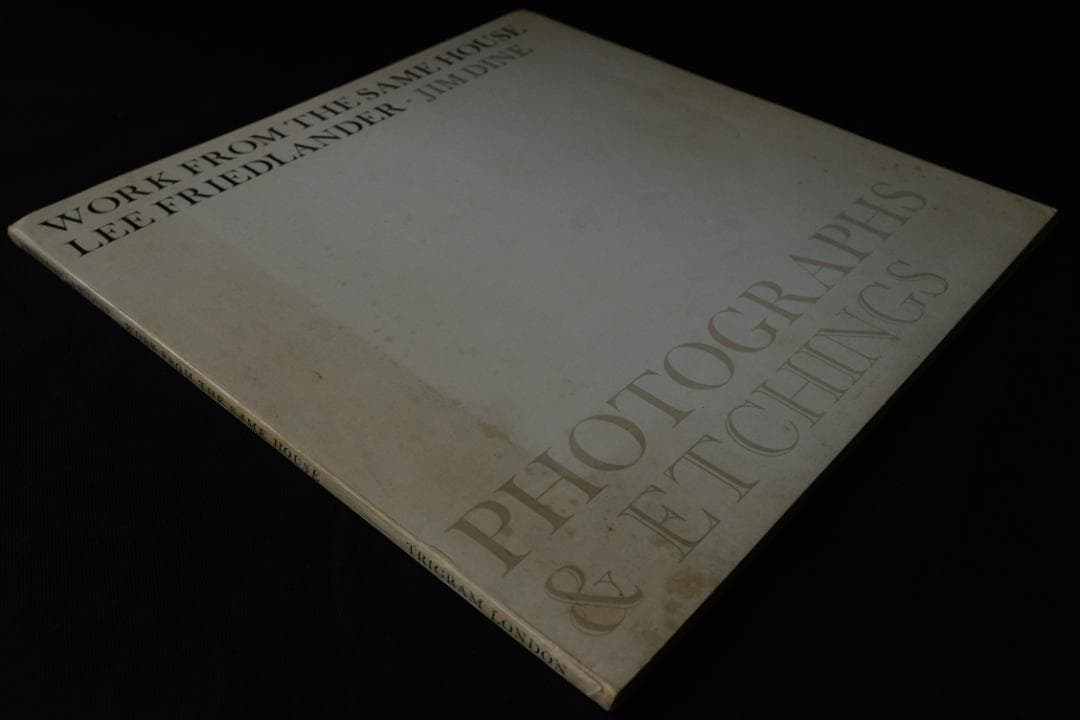 WORK FROM THE SAME HOUSE
LEE FRIEDLANDER · JIM DINE
PHOTOGRAPHS
& ETCHINGS
WORK FROM THE SAME HOUSE
TRIGRAM LONDON